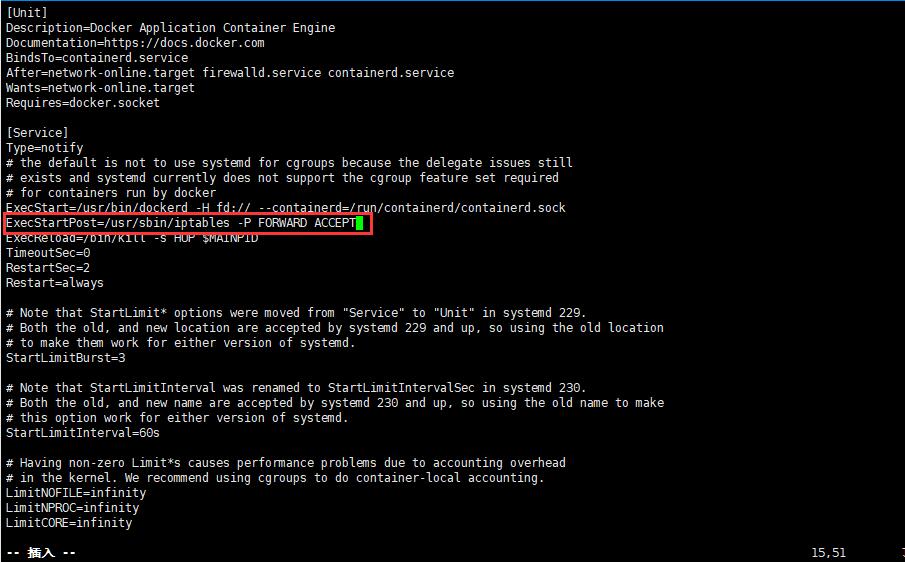 [Unit]
Description=Docker Application Container Engine
Documentation=https://docs.docker.com
BindsTo=containerd.service
After=network-online.target firewalld.service containerd.service
Wants=network-online.target
Requires=docker.socket
[Service]
Type=notify
# the default is not to use systemd for cgroups because the delegate issues still
# exists and systemd currently does not support the cgroup feature set required
# for containers run by docker
ExecStart=/usr/bin/dockerd -H fd:// --containerd=/run/containerd/containerd.sock
ExecStartPost=/usr/sbin/iptables -P FORWARD ACCEPT
ExecReload=/bin/kill -s HUP $MAINPID
TimeoutSec=0
RestartSec=2
Restart=always
# Note that StartLimit* options were moved from "Service" to "Unit" in systemd 229.
# Both the old, and new location are accepted by systemd 229 and up, so using the old location
# to make them work for either version of systemd.
StartLimitBurst=3
# Note that StartLimitInterval was renamed to StartLimitIntervalSec in systemd 230.
# Both the old, and new name are accepted by systemd 230 and up, so using the old name to make
# this option work for either version of systemd.
StartLimitInterval=60s
# Having non-zero Limit*s causes performance problems due to accounting overhead
# in the kernel. We recommend using cgroups to do container-local accounting.
LimitNOFILE=infinity
LimitNPROC=infinity
LimitCORE=infinity
-- 插入 -- 15,51